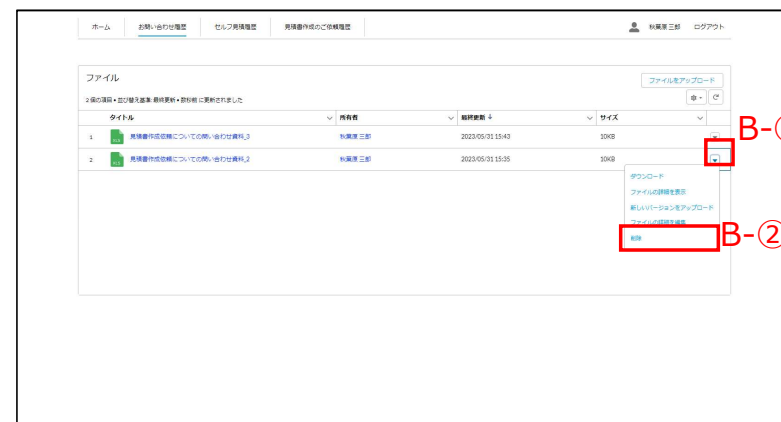 ホーム お問い合わせ履歴 セルフ見積履歴 見積書作成のご依頼履歴 秋葉原 三郎 ログアウト
ファイル ファイルをアップロード
2 個の項目 • 並び替え基準: 最終更新 • 数秒前 に更新されました
タイトル 所有者 最終更新 ↓ サイズ
1 見積書作成依頼についての問い合せ資料_3 秋葉原 三郎 2023/05/31 15:43 10KB
B-
2 見積書作成依頼についての問い合せ資料_2 秋葉原 三郎 2023/05/31 15:35 10KB
ダウンロード
ファイルの詳細を表示
新しいバージョンをアップロード
ファイルの詳細を編集
削除 B-②